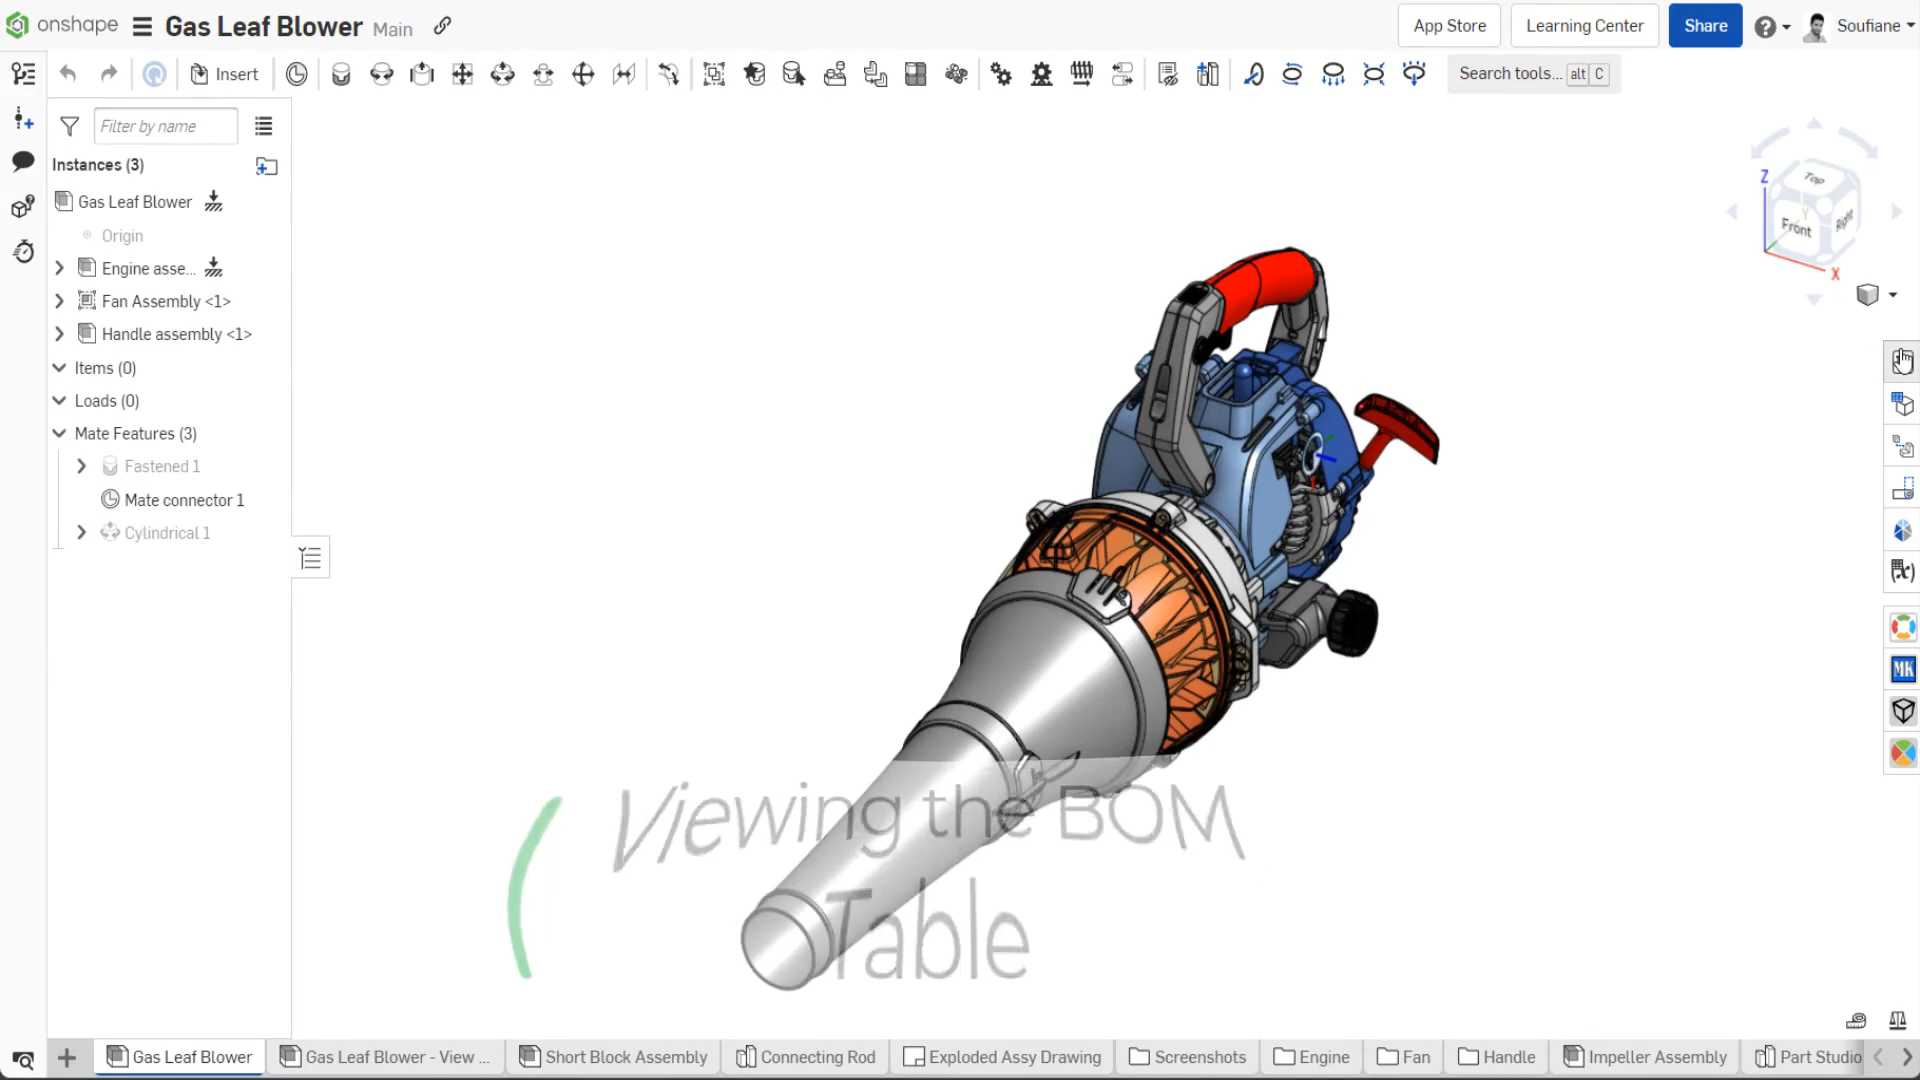 onshape
Gas Leaf Blower Main
App Store
Learning Center
Share
Soufiane
Insert
Search tools... alt C
Filter by name
Instances (3)
Gas Leaf Blower
Origin
Engine asse...
Fan Assembly <1>
Handle assembly <1>
Items (0)
Loads (0)
Mate Features (3)
Fastened 1
Mate connector 1
Cylindrical 1
Top
Front
Right
Z
Y
X
MK
(x)
Viewing the BOM
Table
Gas Leaf Blower
Gas Leaf Blower - View ...
Short Block Assembly
Connecting Rod
Exploded Assy Drawing
Screenshots
Engine
Fan
Handle
Impeller Assembly
Part Studio